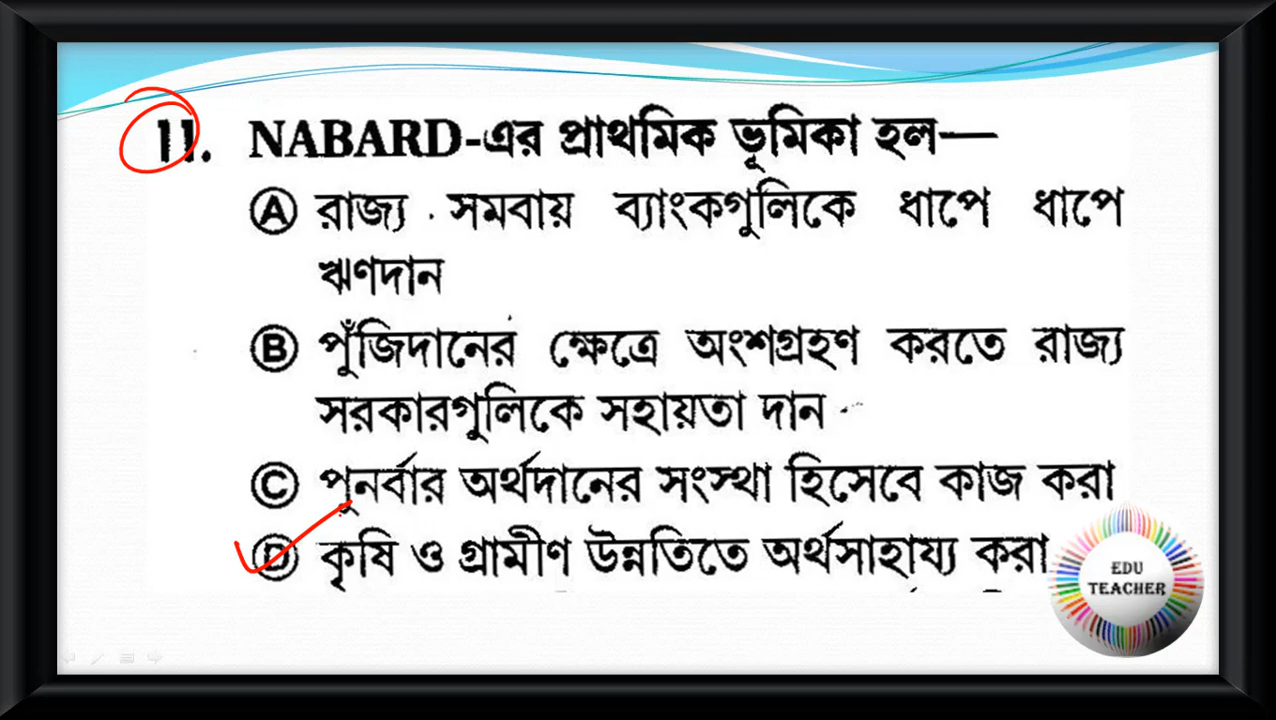 11. NABARD-এর প্রাথমিক ভূমিকা হল—
Ⓐ রাজ্য সমবায় ব্যাংকগুলিকে ধাপে ধাপে
ঋণদান
Ⓑ পুঁজিদানের ক্ষেত্রে অংশগ্রহণ করতে রাজ্য
সরকারগুলিকে সহায়তা দান
Ⓒ পুনর্বার অর্থদানের সংস্থা হিসেবে কাজ করা
Ⓓ কৃষি ও গ্রামীণ উন্নতিতে অর্থসাহায্য করা
EDU
TEACHER